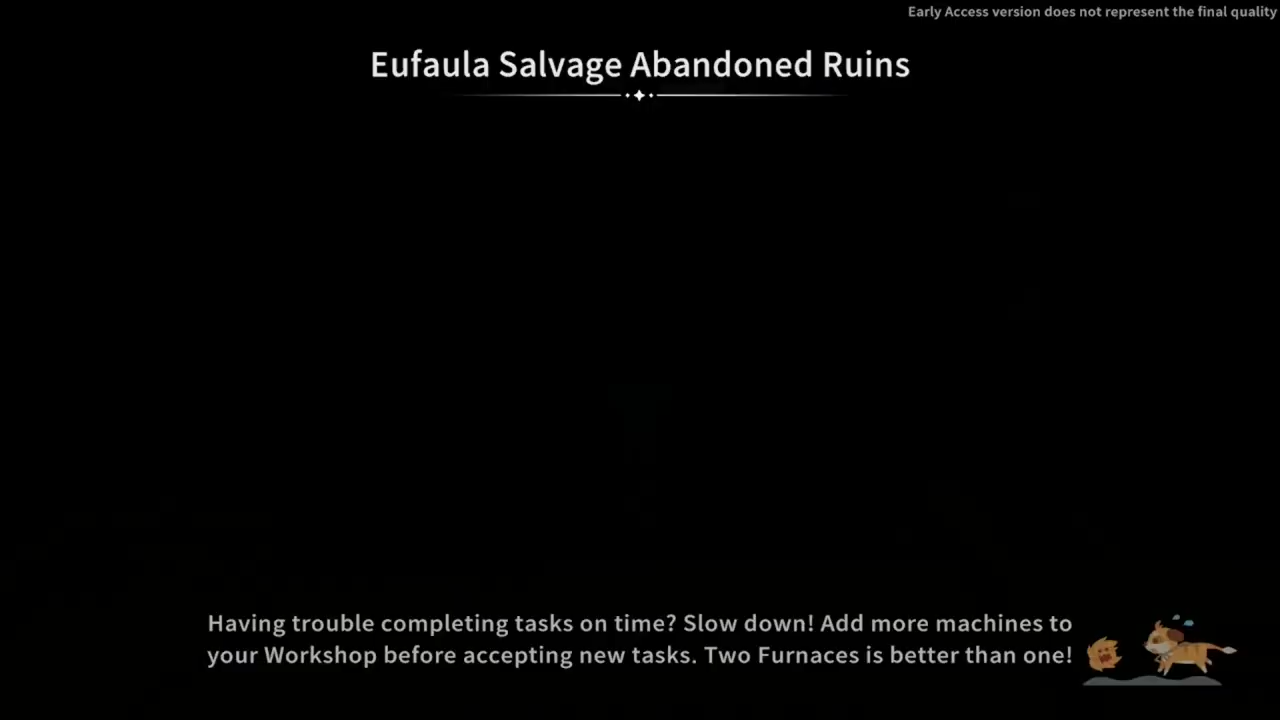 Early Access version does not represent the final quality
Eufaula Salvage Abandoned Ruins
Having trouble completing tasks on time? Slow down! Add more machines to
your Workshop before accepting new tasks. Two Furnaces is better than one!